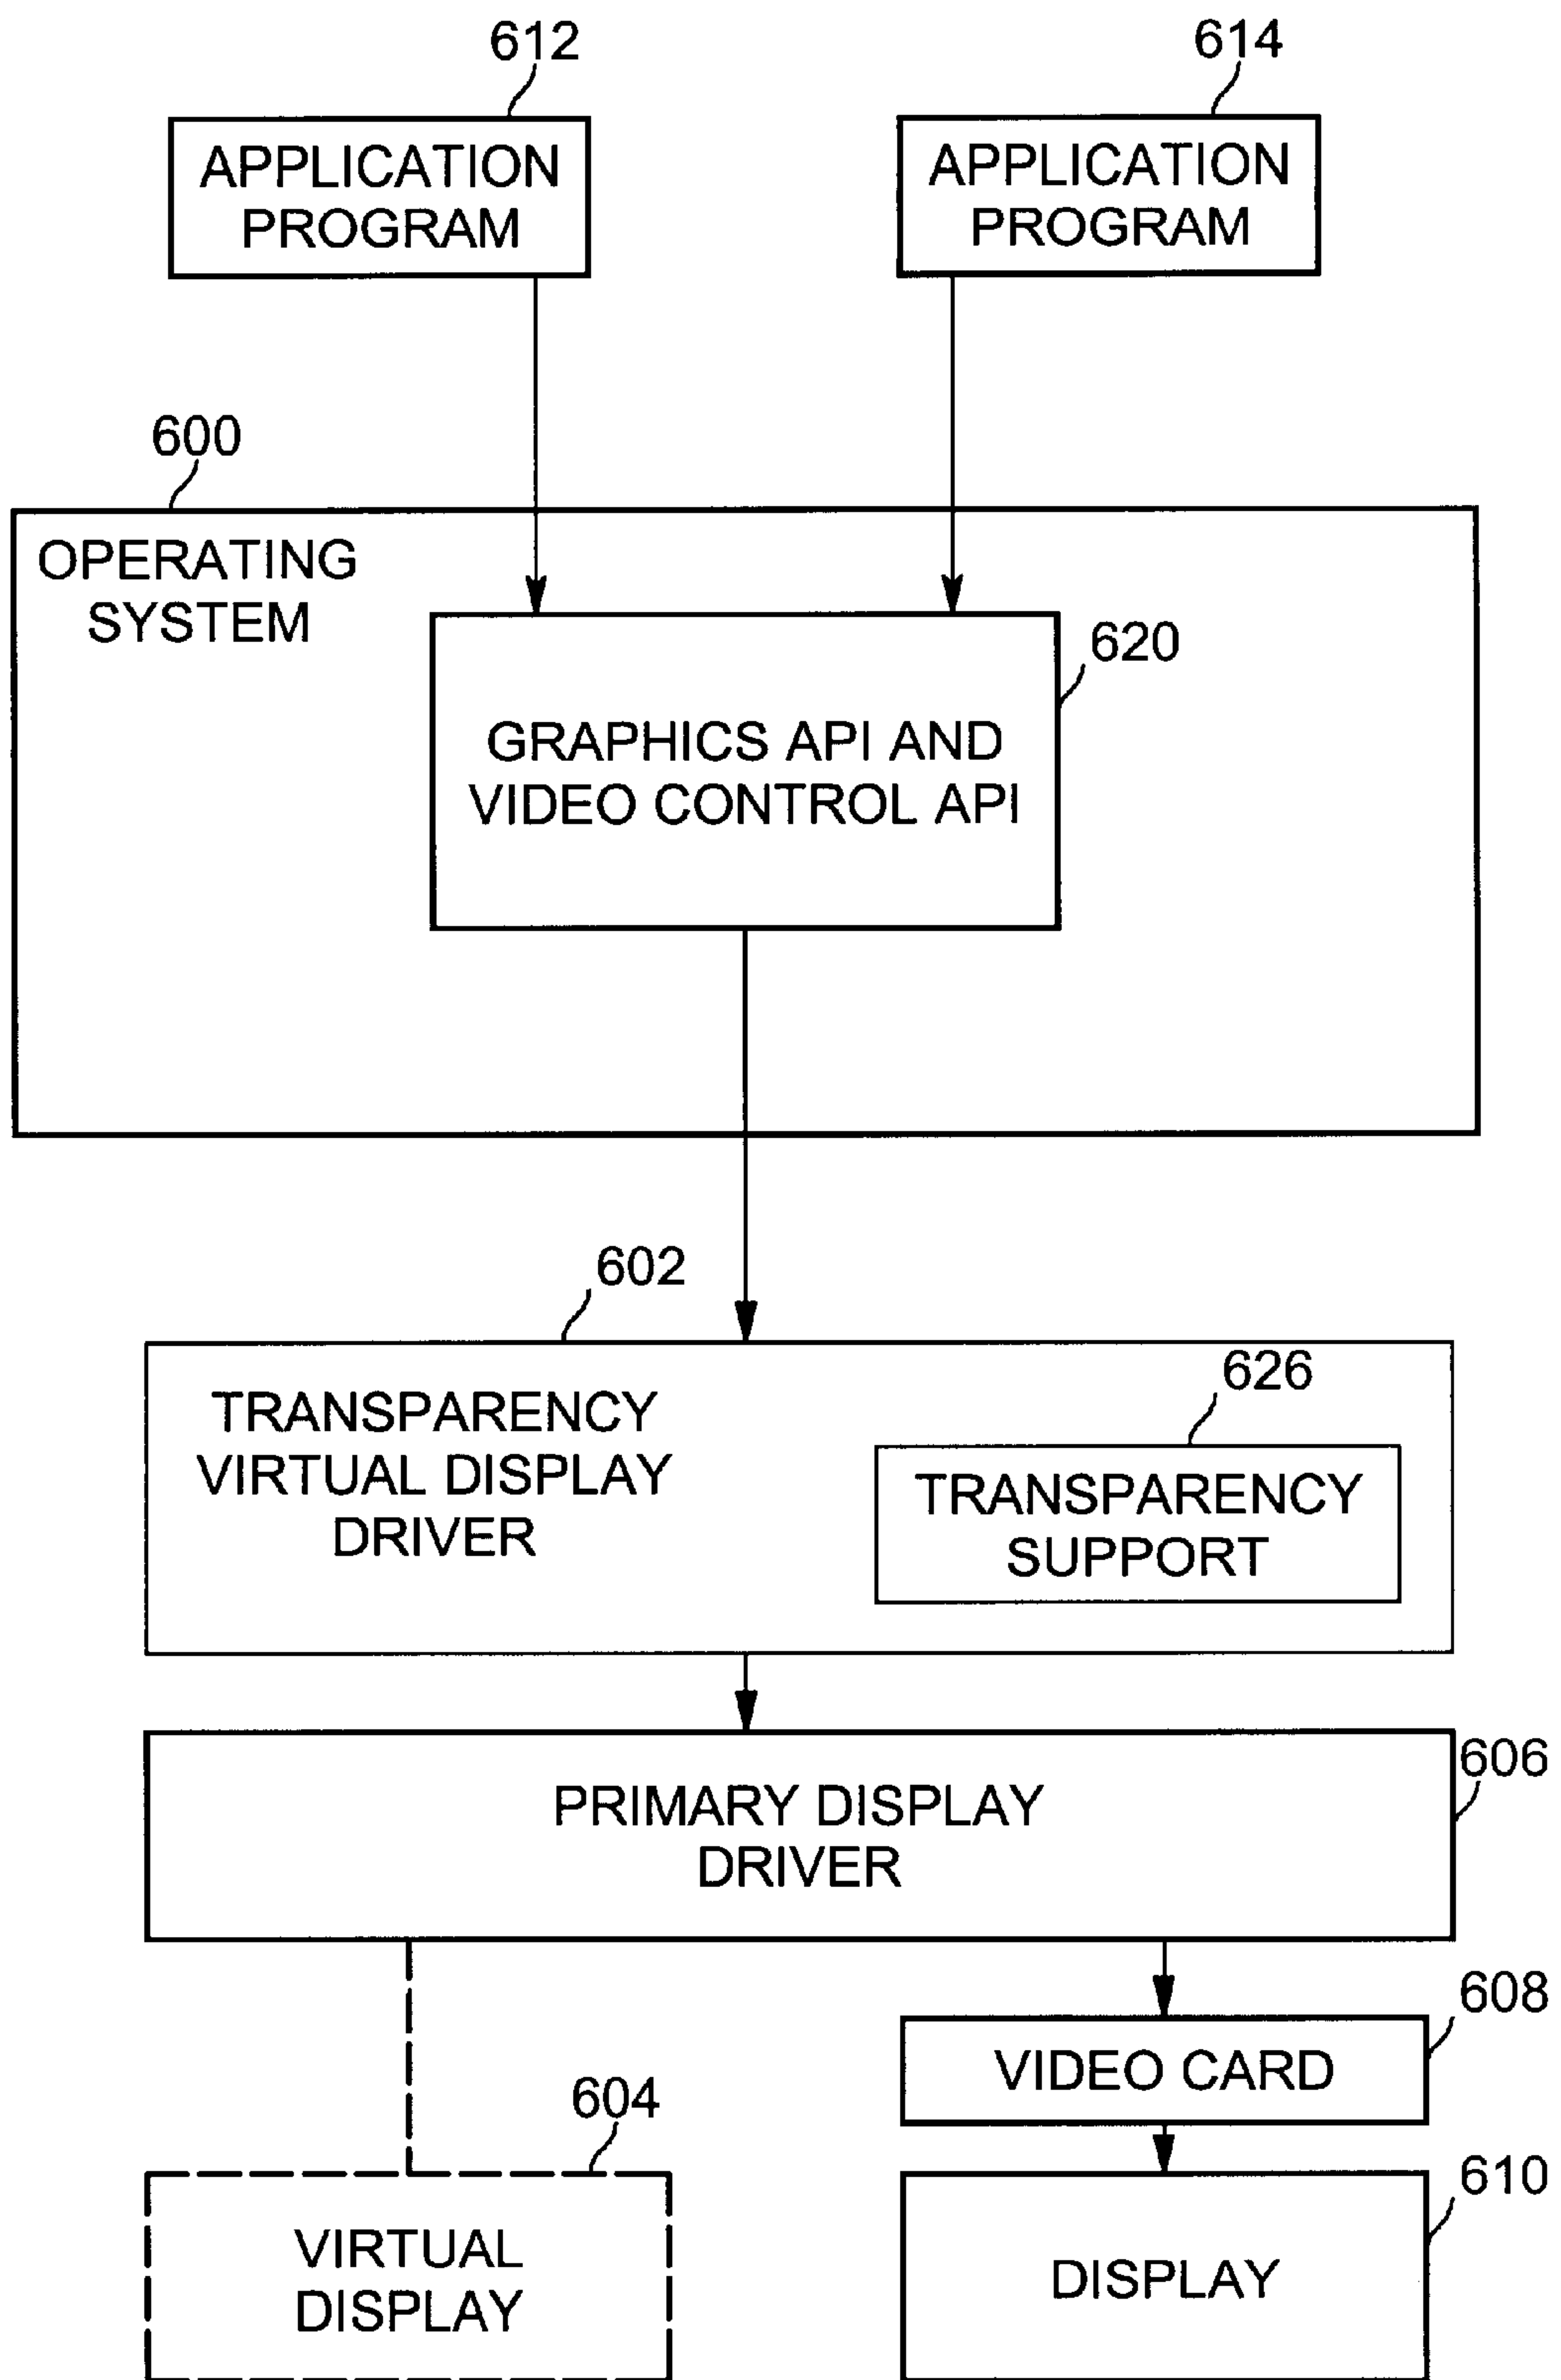 612
614
APPLICATION
PROGRAM
APPLICATION
PROGRAM
600
OPERATING
SYSTEM
620
GRAPHICS API AND
VIDEO CONTROL API
602
626
TRANSPARENCY
VIRTUAL DISPLAY
DRIVER
TRANSPARENCY
SUPPORT
606
PRIMARY DISPLAY
DRIVER
608
VIDEO CARD
604
610
VIRTUAL
DISPLAY
DISPLAY